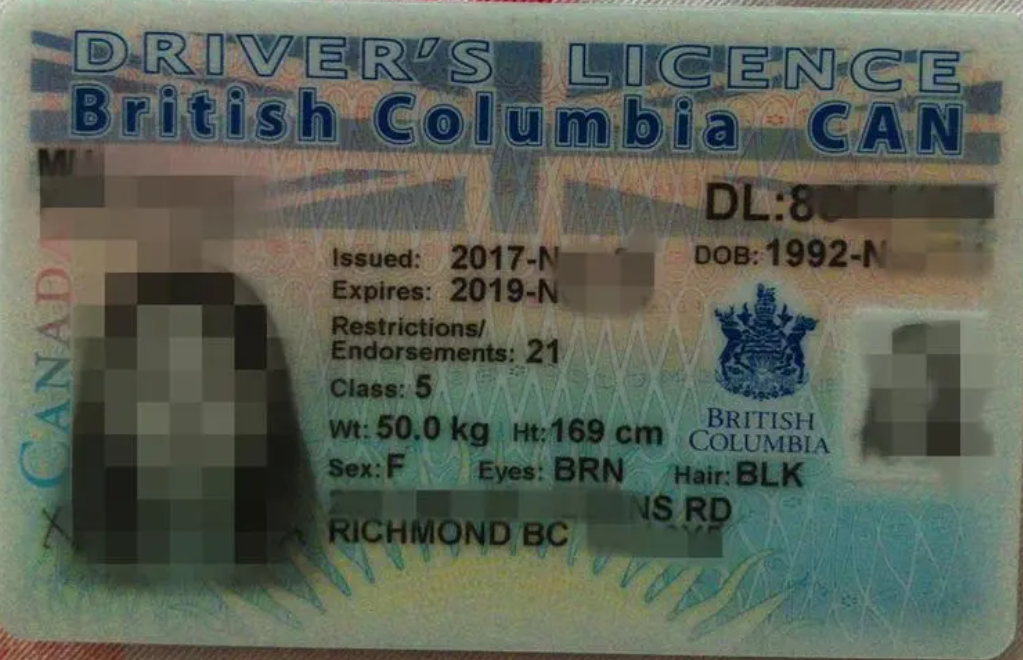 DRIVER'S LICENCE
British Columbia CAN
CANADA
DL:8
Issued: 2017-N
DOB: 1992-N
Expires: 2019-N
Restrictions/
Endorsements: 21
Class: 5
Wt: 50.0 kg Ht: 169 cm
BRITISH
COLUMBIA
Sex: F Eyes: BRN Hair: BLK
RD
RICHMOND BC